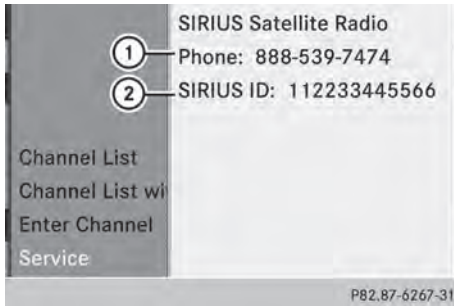 SIRIUS Satellite Radio
1 Phone: 888-539-7474
2 SIRIUS ID: 112233445566
Channel List
Channel List wi
Enter Channel
Service
P82.87-6267-31